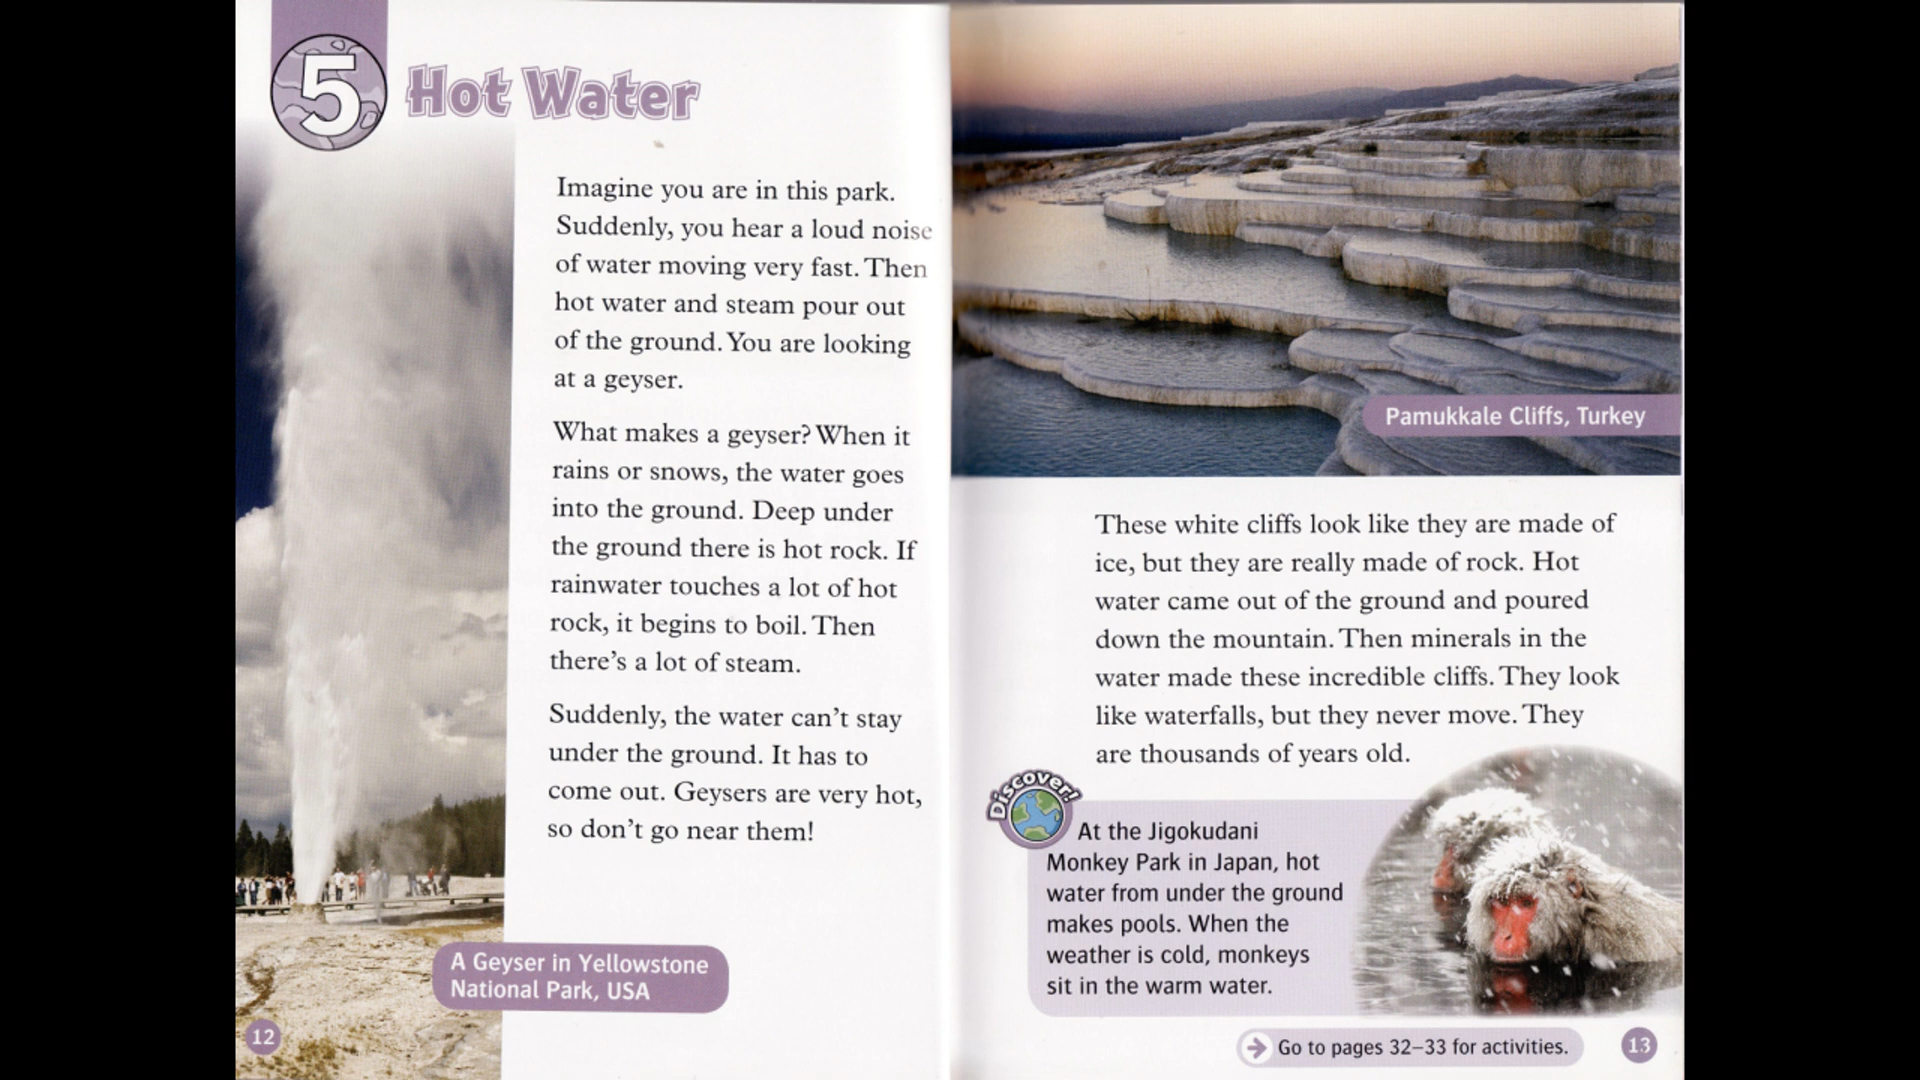 5
Hot Water
Imagine you are in this park.
Suddenly, you hear a loud noise
of water moving very fast. Then
hot water and steam pour out
of the ground. You are looking
at a geyser.
What makes a geyser? When it
rains or snows, the water goes
into the ground. Deep under
the ground there is hot rock. If
rainwater touches a lot of hot
rock, it begins to boil. Then
there's a lot of steam.
Suddenly, the water can't stay
under the ground. It has to
come out. Geysers are very hot,
so don't go near them!
A Geyser in Yellowstone
National Park, USA
12
Pamukkale Cliffs, Turkey
These white cliffs look like they are made of
ice, but they are really made of rock. Hot
water came out of the ground and poured
down the mountain. Then minerals in the
water made these incredible cliffs. They look
like waterfalls, but they never move. They
are thousands of years old.
Discover!
At the Jigokudani
Monkey Park in Japan, hot
water from under the ground
makes pools. When the
weather is cold, monkeys
sit in the warm water.
Go to pages 32–33 for activities.
13